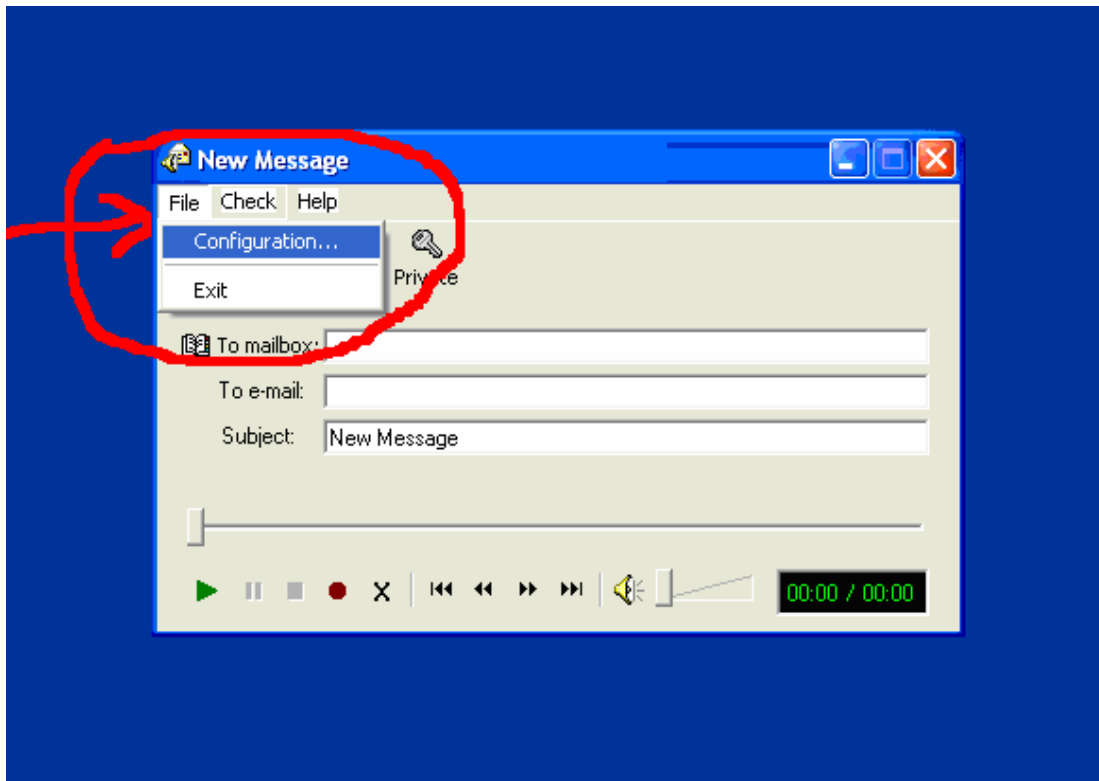 New Message
File Check Help
Configuration...
Private
Exit
To mailbox:
To e-mail:
Subject: New Message
00:00 / 00:00